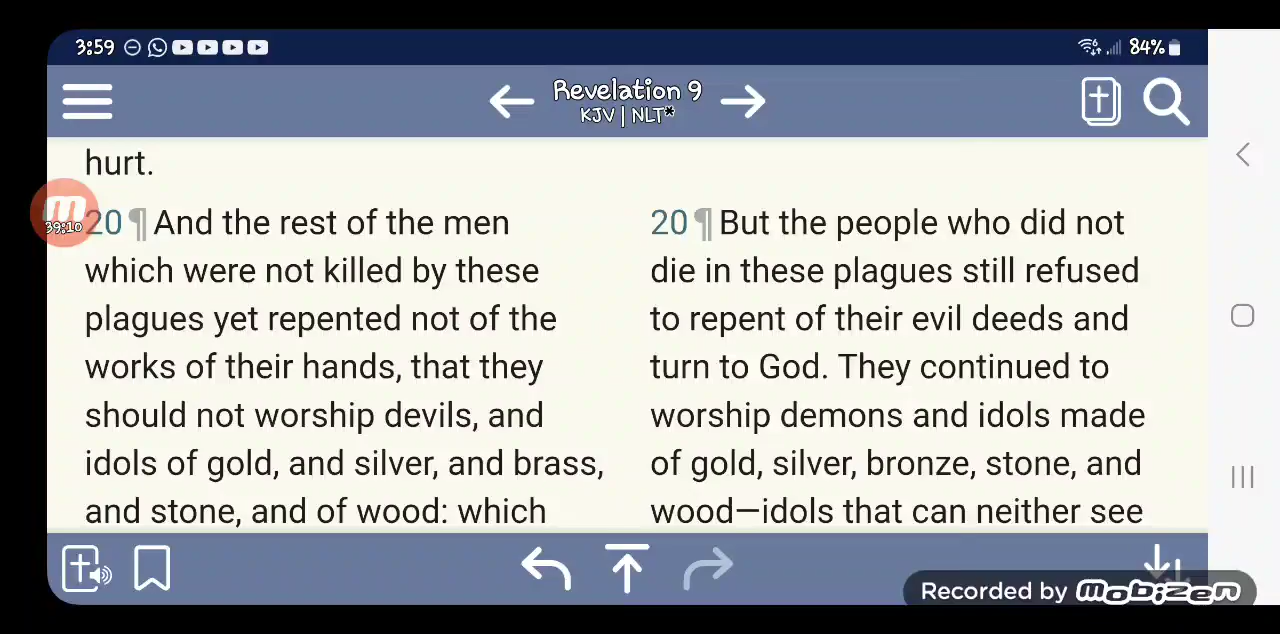 3:59 84%
Revelation 9
KJV | NLT*
hurt.
39:10
20 ¶ And the rest of the men
which were not killed by these
plagues yet repented not of the
works of their hands, that they
should not worship devils, and
idols of gold, and silver, and brass,
and stone, and of wood: which
20 ¶ But the people who did not
die in these plagues still refused
to repent of their evil deeds and
turn to God. They continued to
worship demons and idols made
of gold, silver, bronze, stone, and
wood—idols that can neither see
Recorded by mobizen